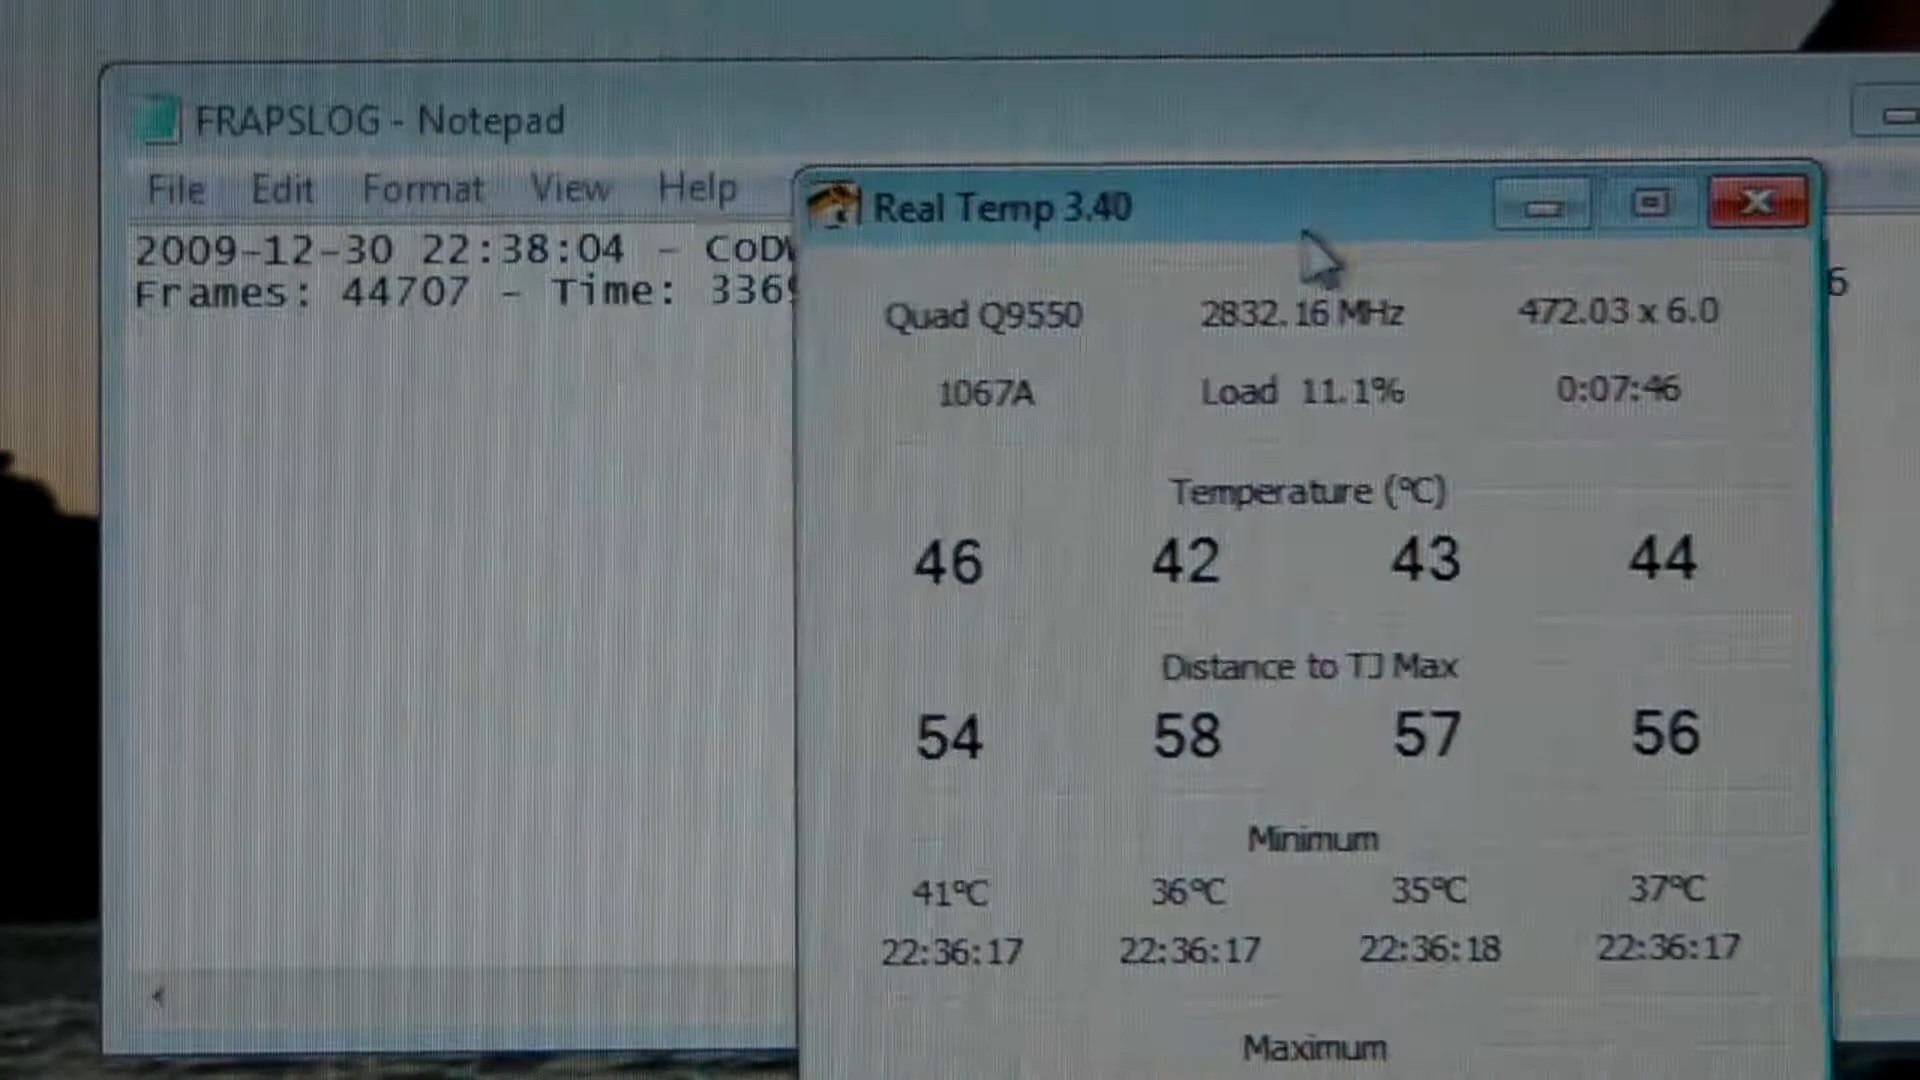 FRAPSLOG - Notepad
File Edit Format View Help
2009-12-30 22:38:04 - CoDW
Frames: 44707 - Time: 3369
6
Real Temp 3.40
Quad Q9550 2832.16 MHz 472.03 x 6.0
1067A Load 11.1% 0:07:46
Temperature (°C)
46 42 43 44
Distance to TJ Max
54 58 57 56
Minimum
41°C 36°C 35°C 37°C
22:36:17 22:36:17 22:36:18 22:36:17
Maximum